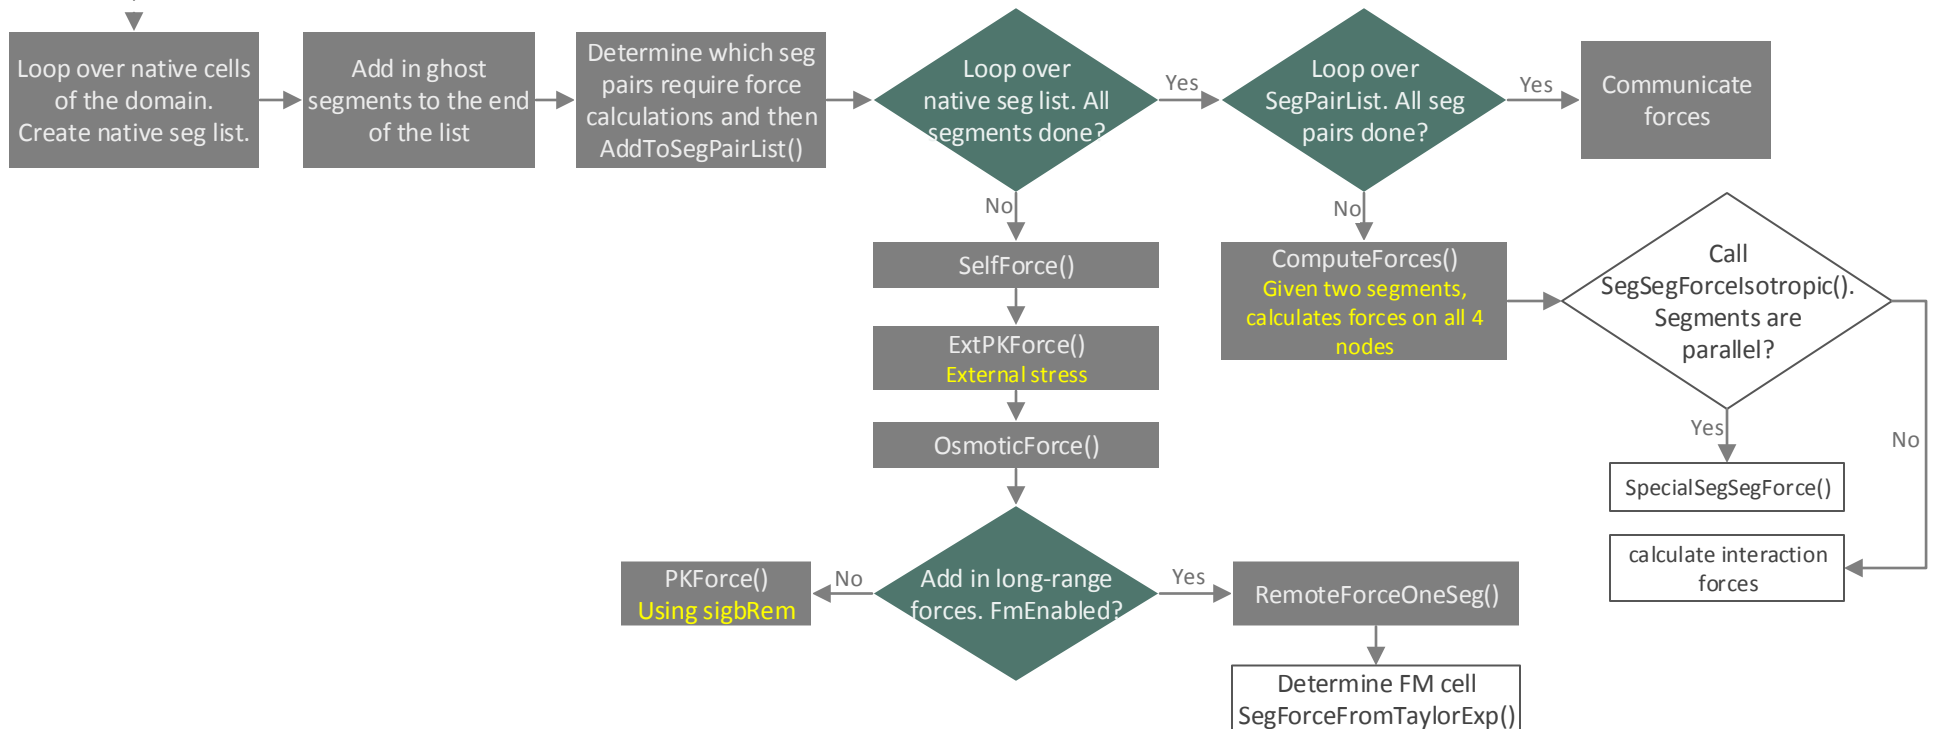 Loop over native cells
of the domain.
Create native seg list.
Add in ghost
segments to the end
of the list
Determine which seg
pairs require force
calculations and then
AddToSegPairList()
Loop over
native seg list. All
segments done?
Yes
Loop over
SegPairList. All seg
pairs done?
Yes
Communicate
forces
No
No
SelfForce()
ExtPKForce()
External stress
OsmoticForce()
ComputeForces()
Given two segments,
calculates forces on all 4
nodes
Call
SegSegForceIsotropic().
Segments are
parallel?
Yes
No
SpecialSegSegForce()
calculate interaction
forces
PKForce()
Using sigbRem
No
Add in long-range
forces. FmEnabled?
Yes
RemoteForceOneSeg()
Determine FM cell
SegForceFromTaylorExp()